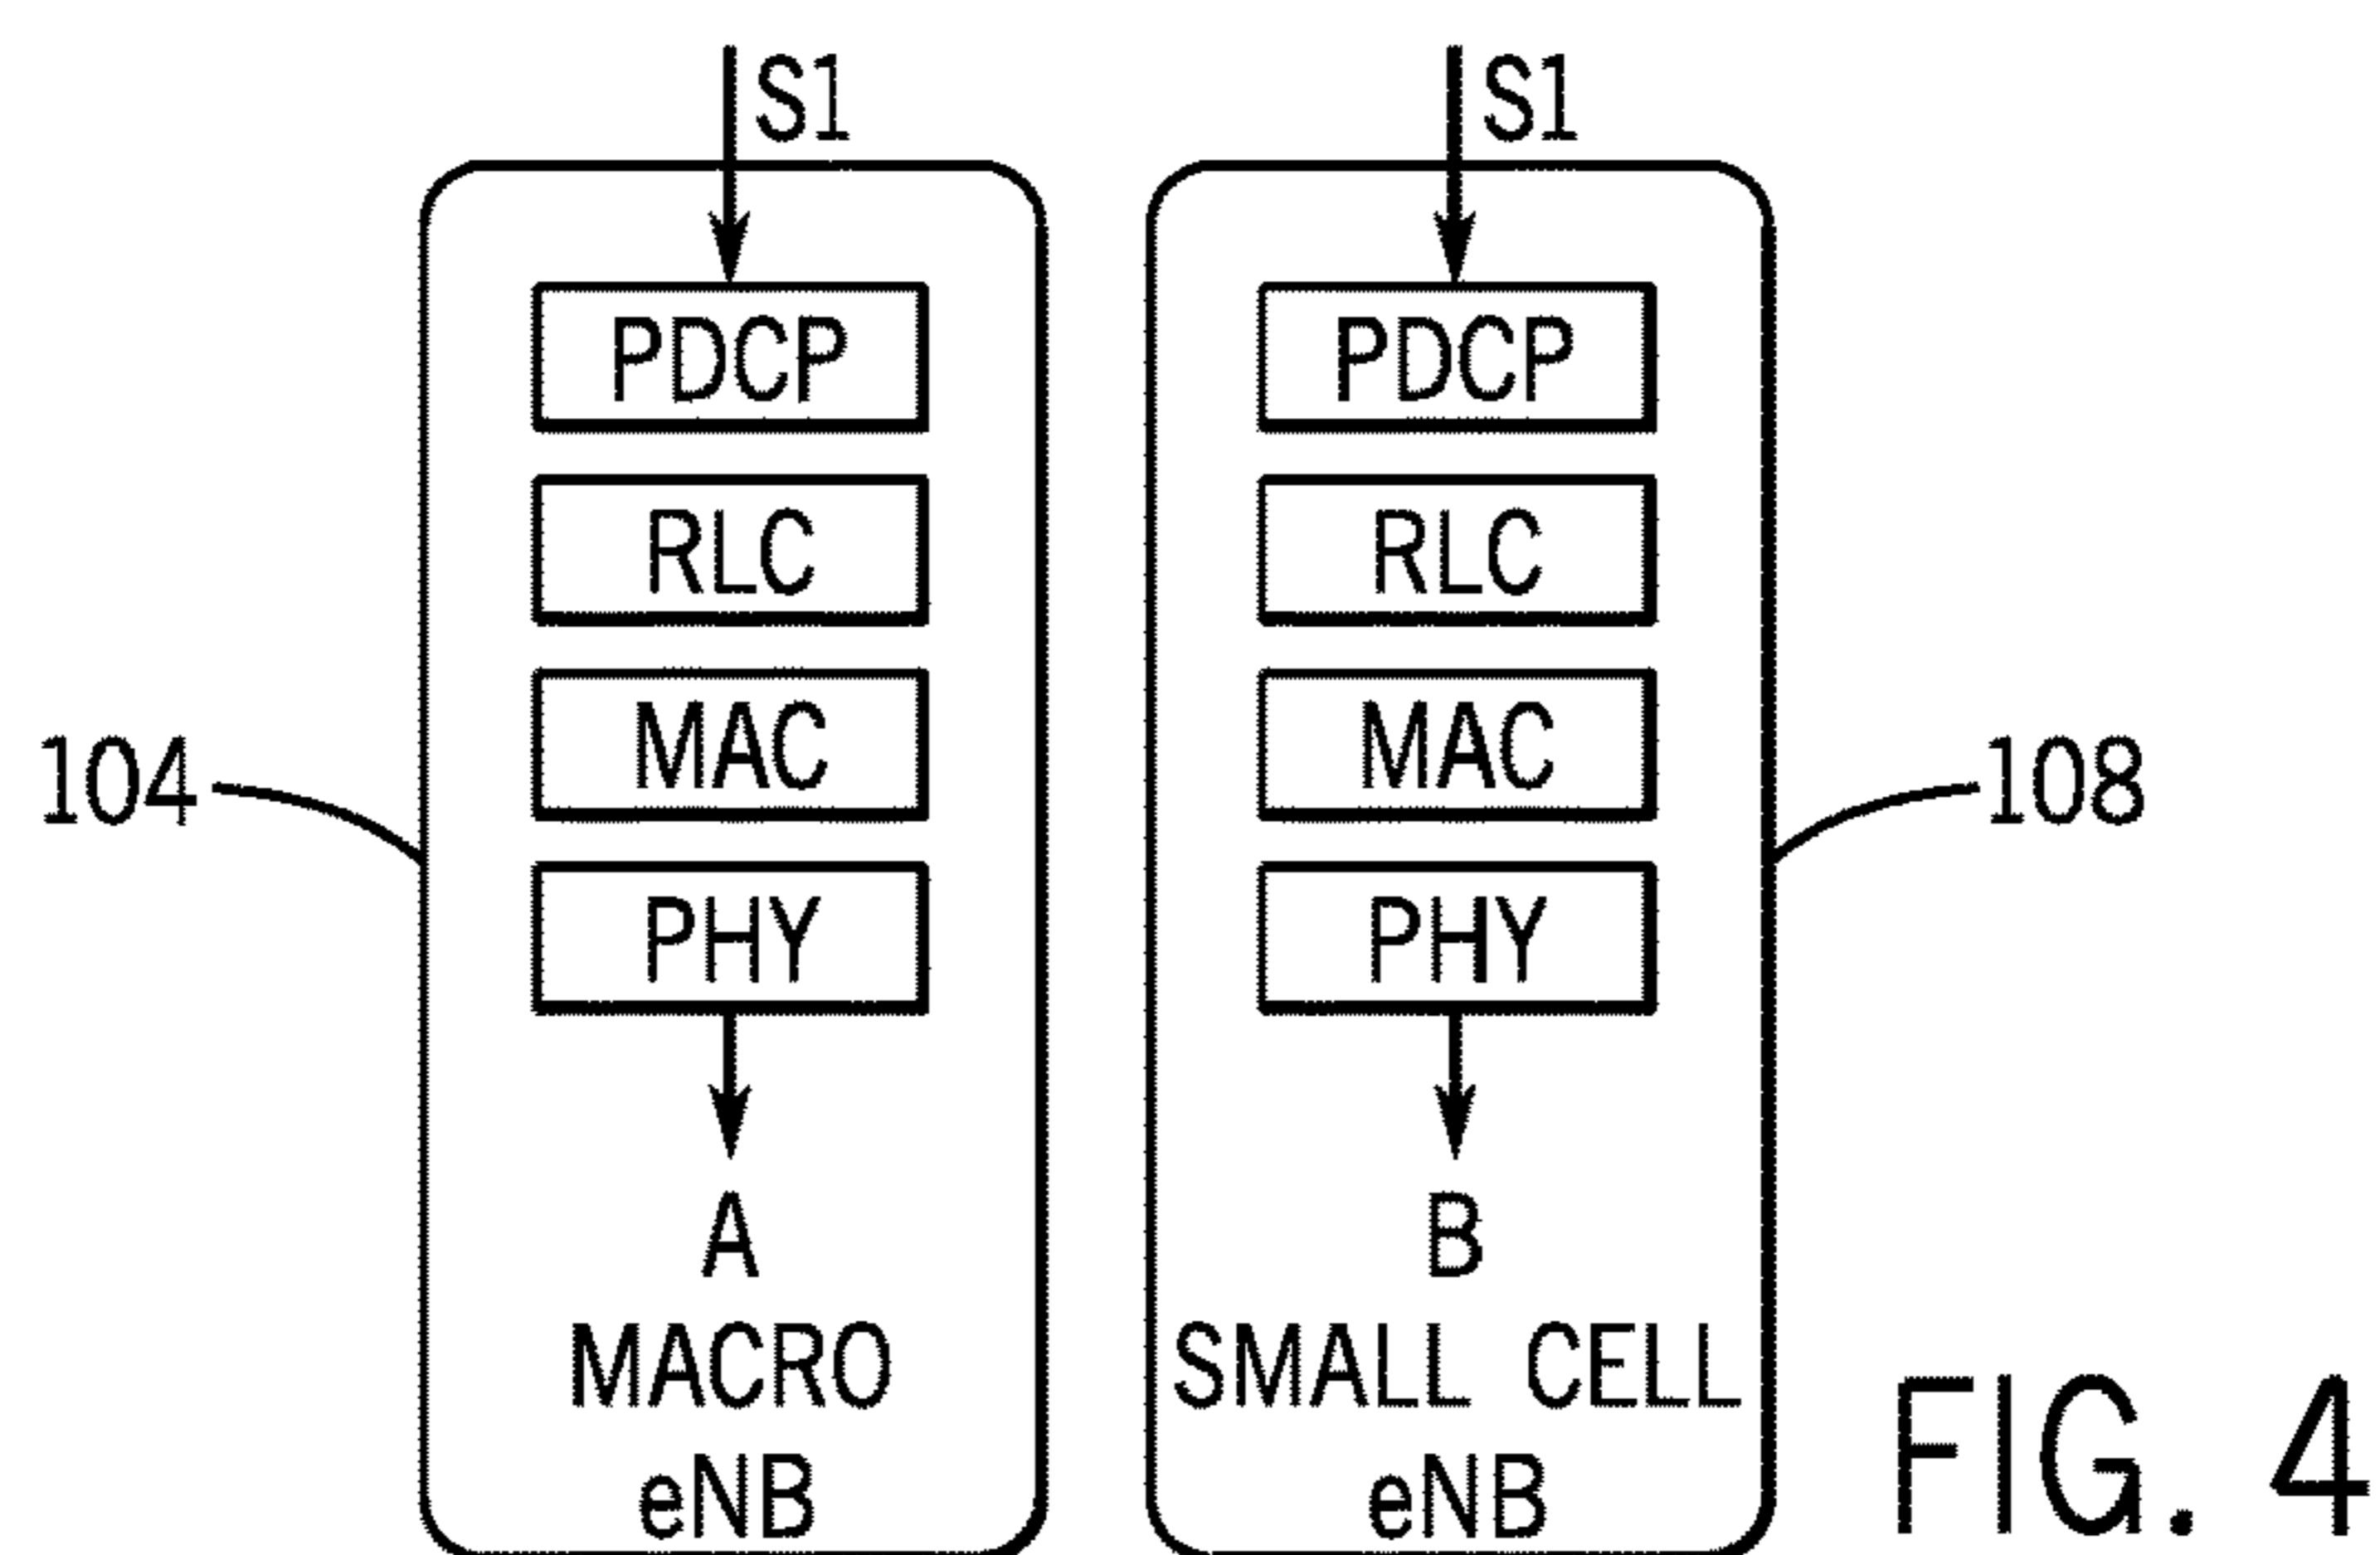 S1
PDCP
RLC
MAC
PHY
A
MACRO
eNB
104
S1
PDCP
RLC
MAC
PHY
B
SMALL CELL
eNB
108
FIG. 4